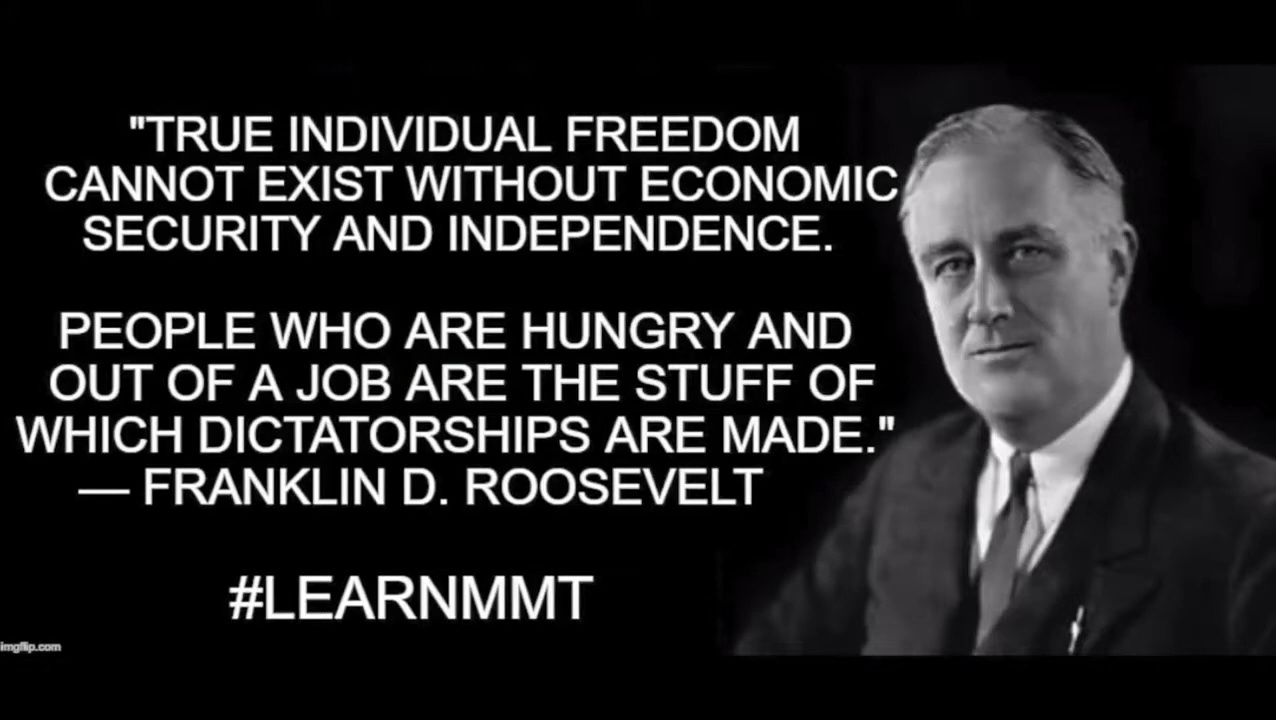 "TRUE INDIVIDUAL FREEDOM
CANNOT EXIST WITHOUT ECONOMIC
SECURITY AND INDEPENDENCE.
PEOPLE WHO ARE HUNGRY AND
OUT OF A JOB ARE THE STUFF OF
WHICH DICTATORSHIPS ARE MADE."
— FRANKLIN D. ROOSEVELT
#LEARNMMT
imgflip.com